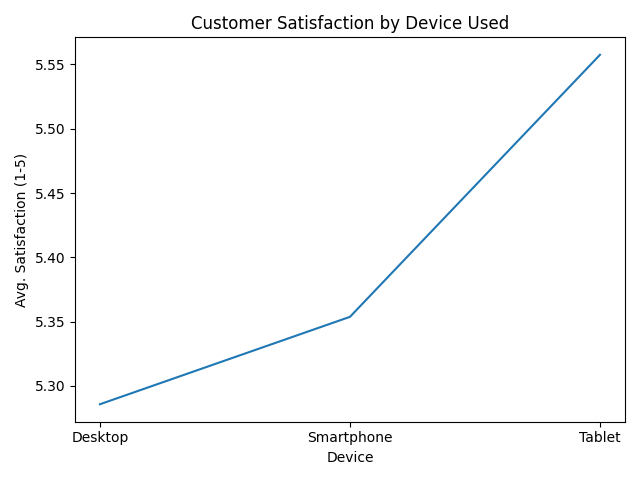 Customer Satisfaction by Device Used
5.55
5.50
5.45
5.40
5.35
5.30
Avg. Satisfaction (1-5)
Desktop Smartphone Tablet
Device